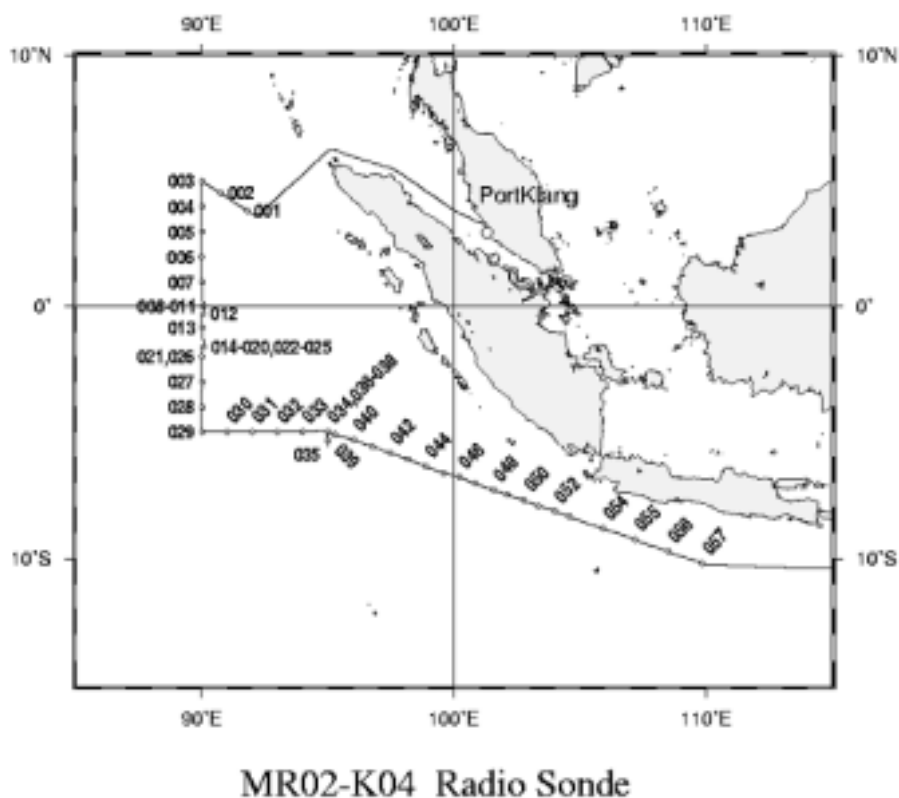 90°E 100°E 110°E
10°N 10°N
003 002
004 001
PortKlang
005
006
007
0° 008-011 012 0°
013
021,026 014-020,022-025
027
028 030 031 032 033 034,036-038 040
029 035 039 042 044 046 048 050 052 054 055 056 057
10°S 10°S
90°E 100°E 110°E
MR02-K04 Radio Sonde